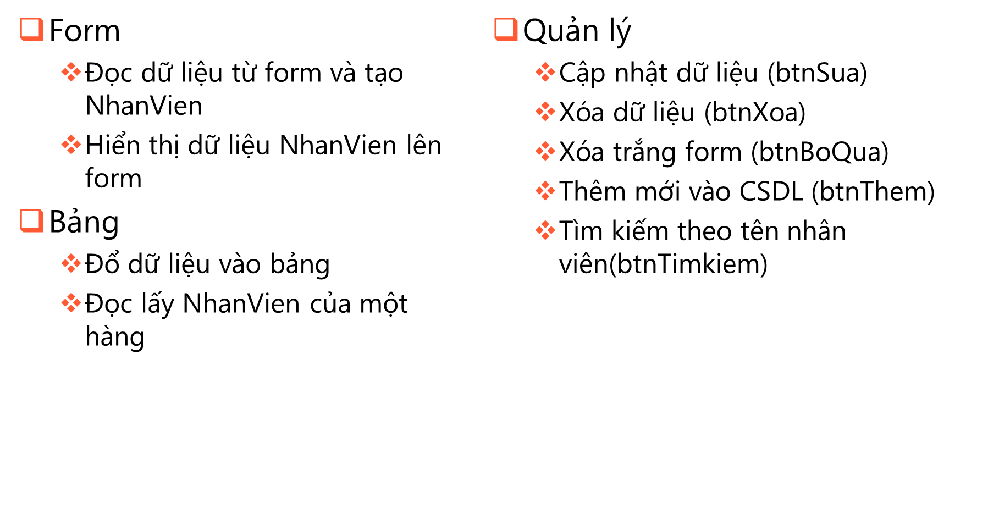 Form
Đọc dữ liệu từ form và tạo
NhanVien
Hiển thị dữ liệu NhanVien lên
form
Bảng
Đổ dữ liệu vào bảng
Đọc lấy NhanVien của một
hàng
Quản lý
Cập nhật dữ liệu (btnSua)
Xóa dữ liệu (btnXoa)
Xóa trắng form (btnBoQua)
Thêm mới vào CSDL (btnThem)
Tìm kiếm theo tên nhân
viên(btnTimkiem)